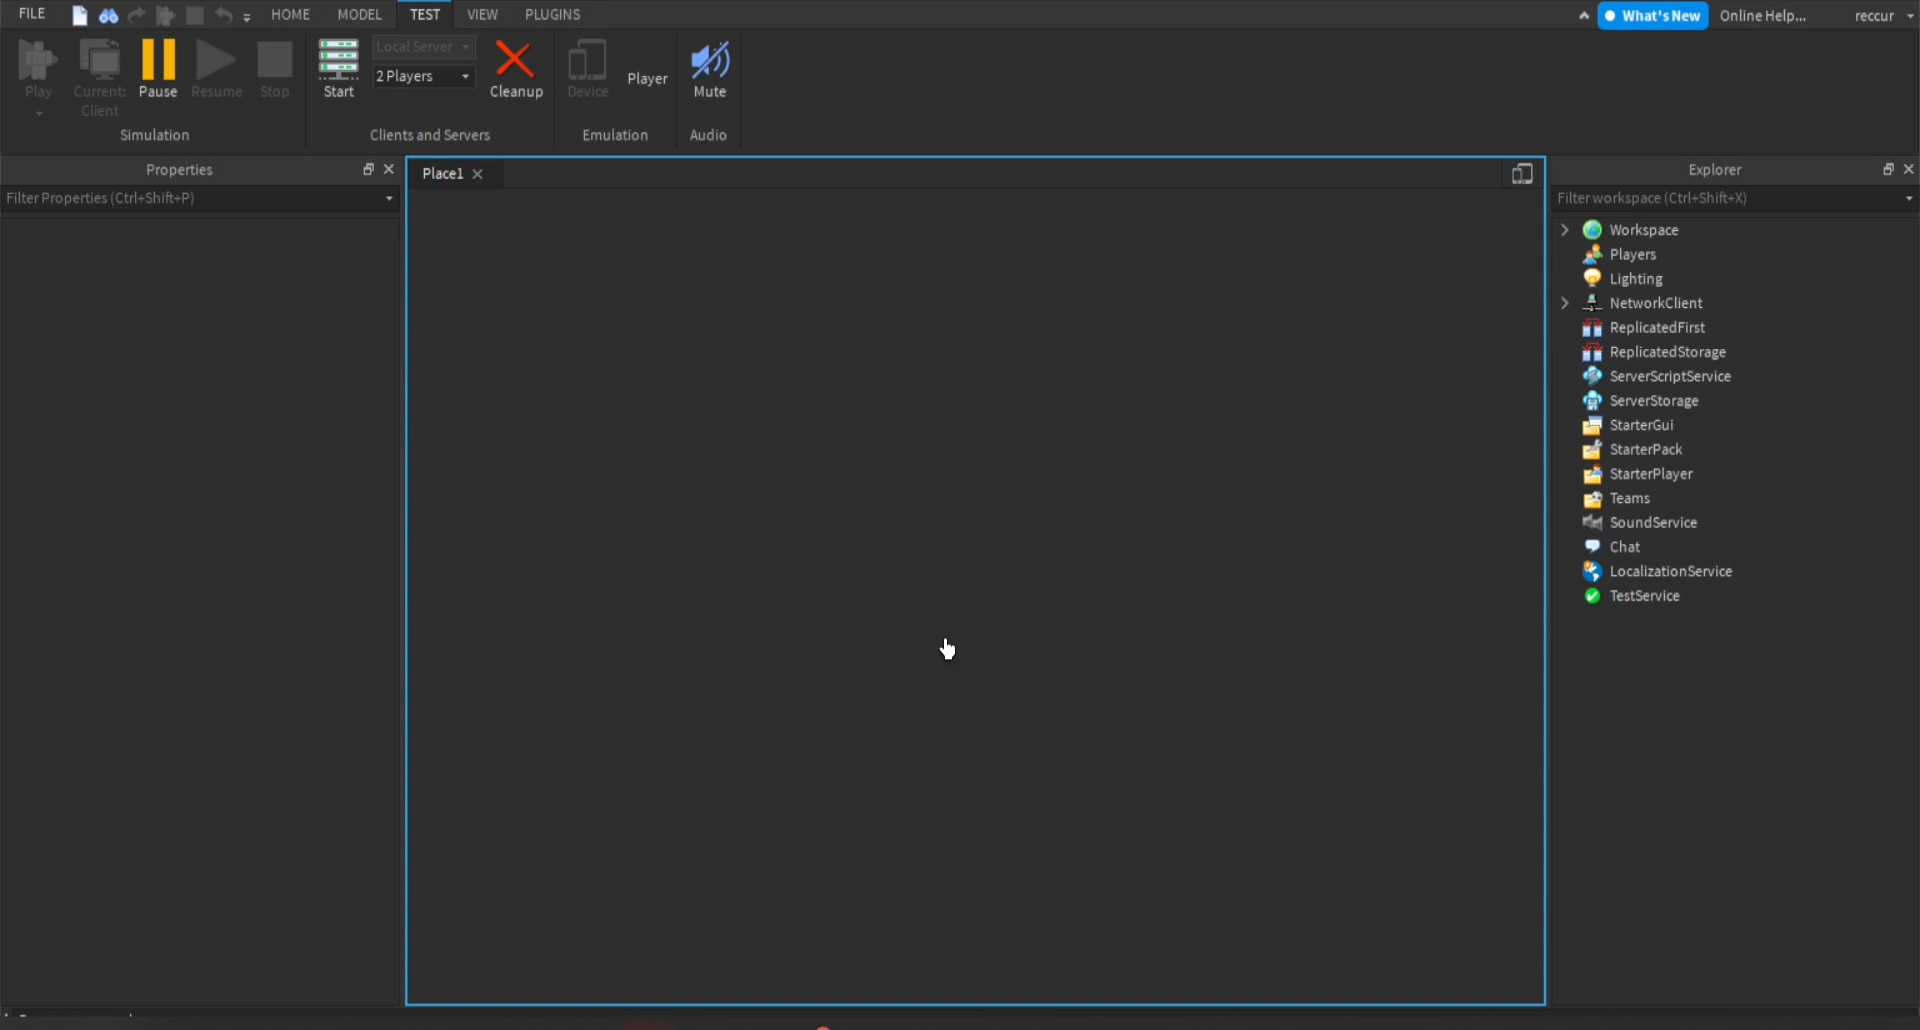 FILE HOME MODEL TEST VIEW PLUGINS What's New Online Help... reccur
Play Current: Client Pause Resume Stop
Simulation
Start Local Server 2 Players Cleanup
Clients and Servers
Device Player
Emulation
Mute
Audio
Properties
Filter Properties (Ctrl+Shift+P)
Place1
Explorer
Filter workspace (Ctrl+Shift+X)
Workspace
Players
Lighting
NetworkClient
ReplicatedFirst
ReplicatedStorage
ServerScriptService
ServerStorage
StarterGui
StarterPack
StarterPlayer
Teams
SoundService
Chat
LocalizationService
TestService